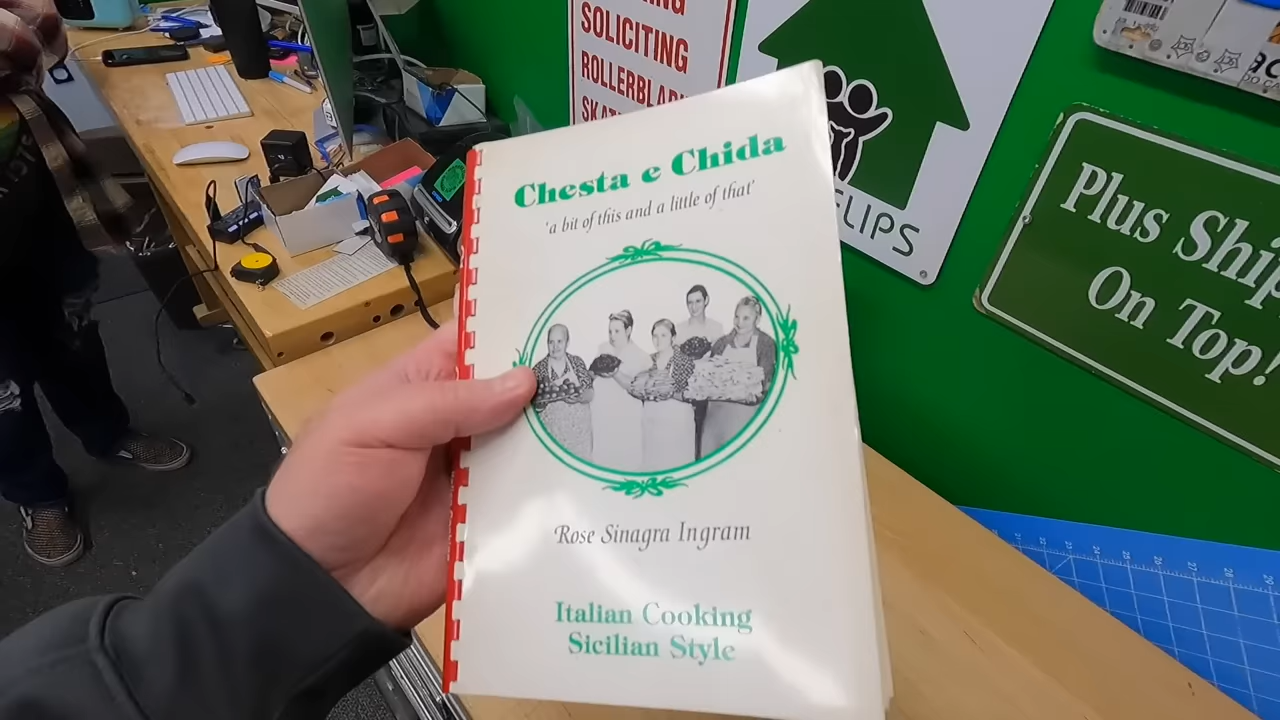 SOLICITING
ROLLERBLAD
Chesta e Chida
'a bit of this and a little of that'
Rose Sinagra Ingram
Italian Cooking
Sicilian Style
FLIPS
Plus Ship
On Top!